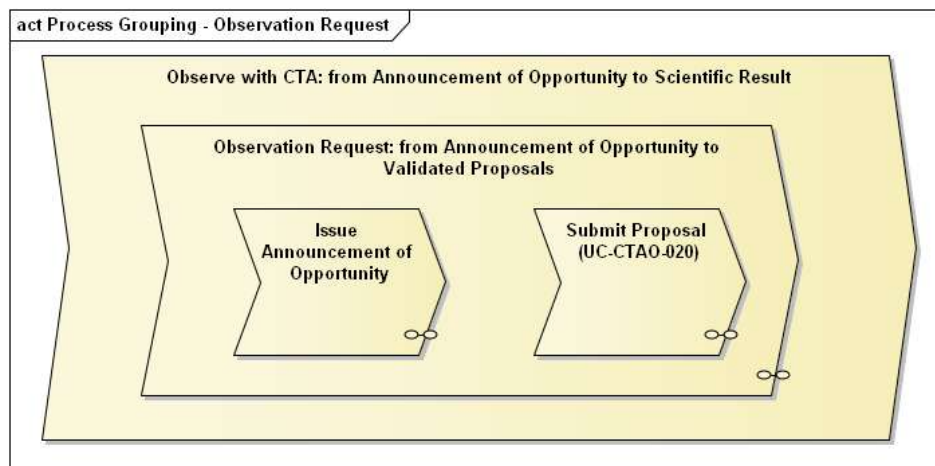 act Process Grouping - Observation Request
Observe with CTA: from Announcement of Opportunity to Scientific Result
Observation Request: from Announcement of Opportunity to
Validated Proposals
Issue
Announcement of
Opportunity
Submit Proposal
(UC-CTAO-020)